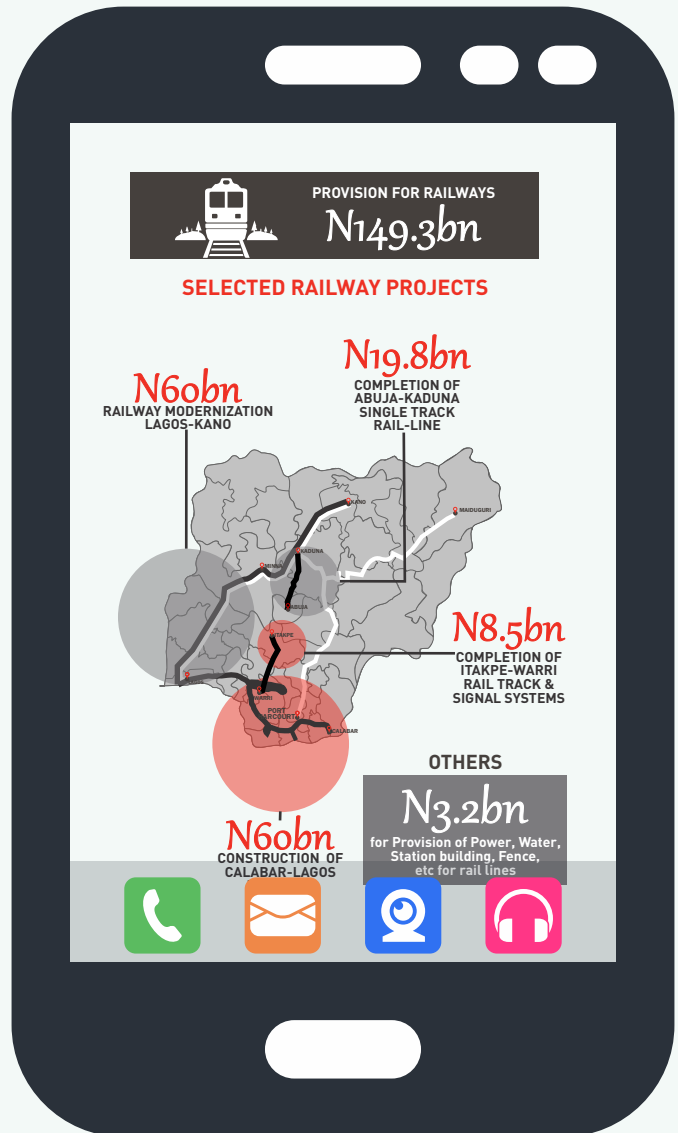 PROVISION FOR RAILWAYS
N149.3bn
SELECTED RAILWAY PROJECTS
N19.8bn
COMPLETION OF
ABUJA-KADUNA
SINGLE TRACK
RAIL-LINE
N60bn
RAILWAY MODERNIZATION
LAGOS-KANO
KANO
MAIDUGURI
KADUNA
MINNA
ABUJA
ITAKPE
N8.5bn
COMPLETION OF
ITAKPE-WARRI
RAIL TRACK &
SIGNAL SYSTEMS
WARRI
PORT
ARCOURT
CALABAR
OTHERS
N3.2bn
for Provision of Power, Water,
Station building, Fence,
etc for rail lines
N60bn
CONSTRUCTION OF
CALABAR-LAGOS